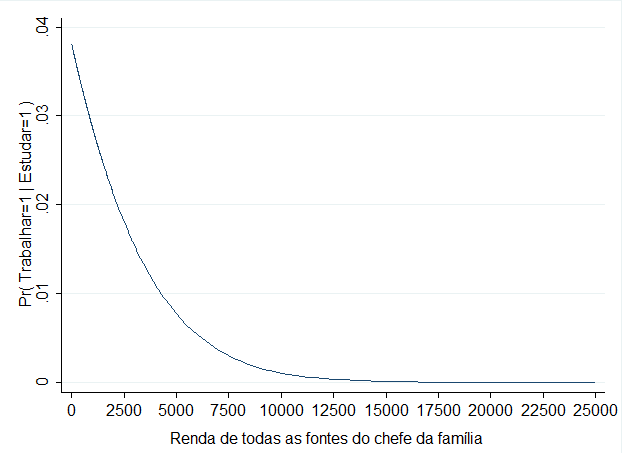 .04
.03
.02
.01
0
Pr( Trabalhar=1 | Estudar=1 )
0 2500 5000 7500 10000 12500 15000 17500 20000 22500 25000
Renda de todas as fontes do chefe da família